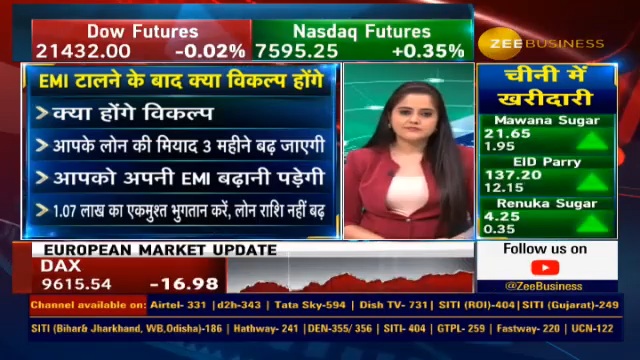 Dow Futures
21432.00 -0.02%
Nasdaq Futures
7595.25 +0.35%
ZEEBUSINESS
EMI टालने के बाद क्या विकल्प होंगे
क्या होंगे विकल्प
आपके लोन की मियाद 3 महीने बढ़ जाएगी
आपको अपनी EMI बढ़ानी पड़ेगी
1.07 लाख का एकमुश्त भुगतान करें, लोन राशि नहीं बढ़
चीनी में
खरीदारी
Mawana Sugar
21.65
1.95
EID Parry
137.20
12.15
Renuka Sugar
4.25
0.35
EUROPEAN MARKET UPDATE
DAX
9615.54 -16.98
Follow us on
@ZeeBusiness
Channel available on: Airtel- 331 | d2h-343 | Tata Sky-594 | Dish TV- 731 | SITI (ROI)-404 | SITI (Gujarat)-249
SITI (Bihar& Jharkhand, WB,Odisha)-186 | Hathway- 241 | DEN-355/ 356 | SITI- 404 | GTPL- 259 | Fastway- 220 | UCN-122